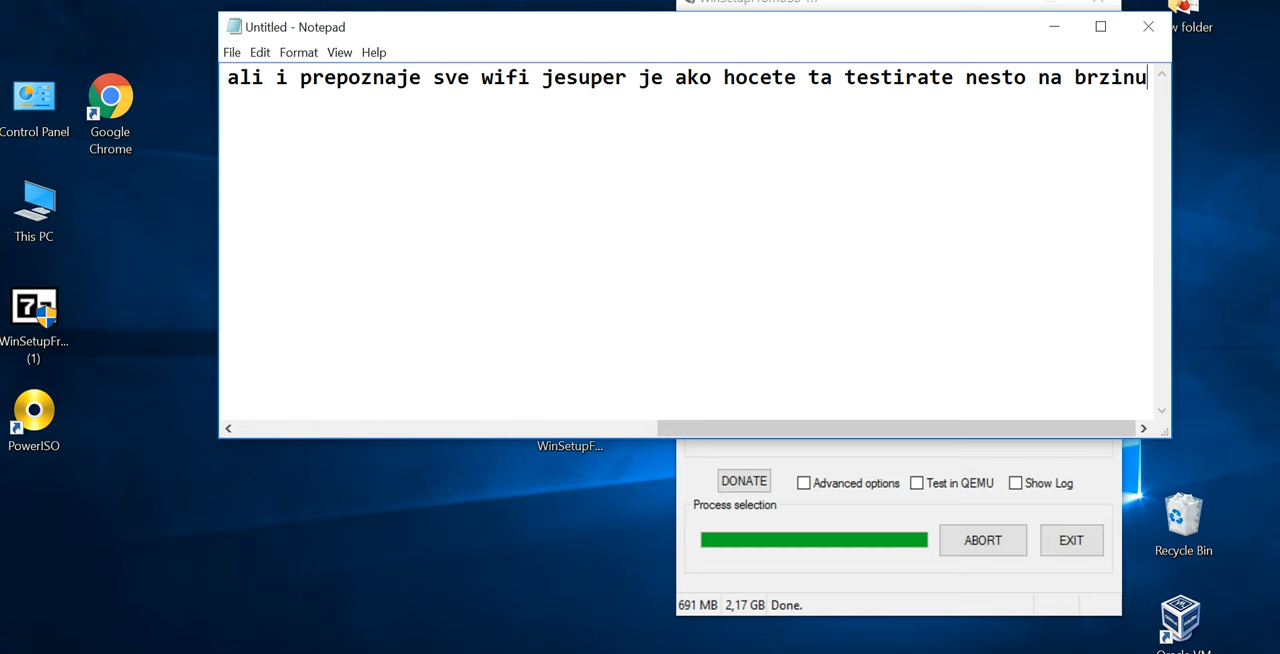 Untitled - Notepad
File Edit Format View Help
ali i prepoznaje sve wifi jesuper je ako hocete ta testirate nesto na brzinu
w folder
Control Panel
Google
Chrome
This PC
WinSetupFr...
(1)
PowerISO
WinSetupF...
DONATE
Advanced options
Test in QEMU
Show Log
Process selection
ABORT
EXIT
691 MB
2,17 GB
Done.
Recycle Bin
Oracle VM